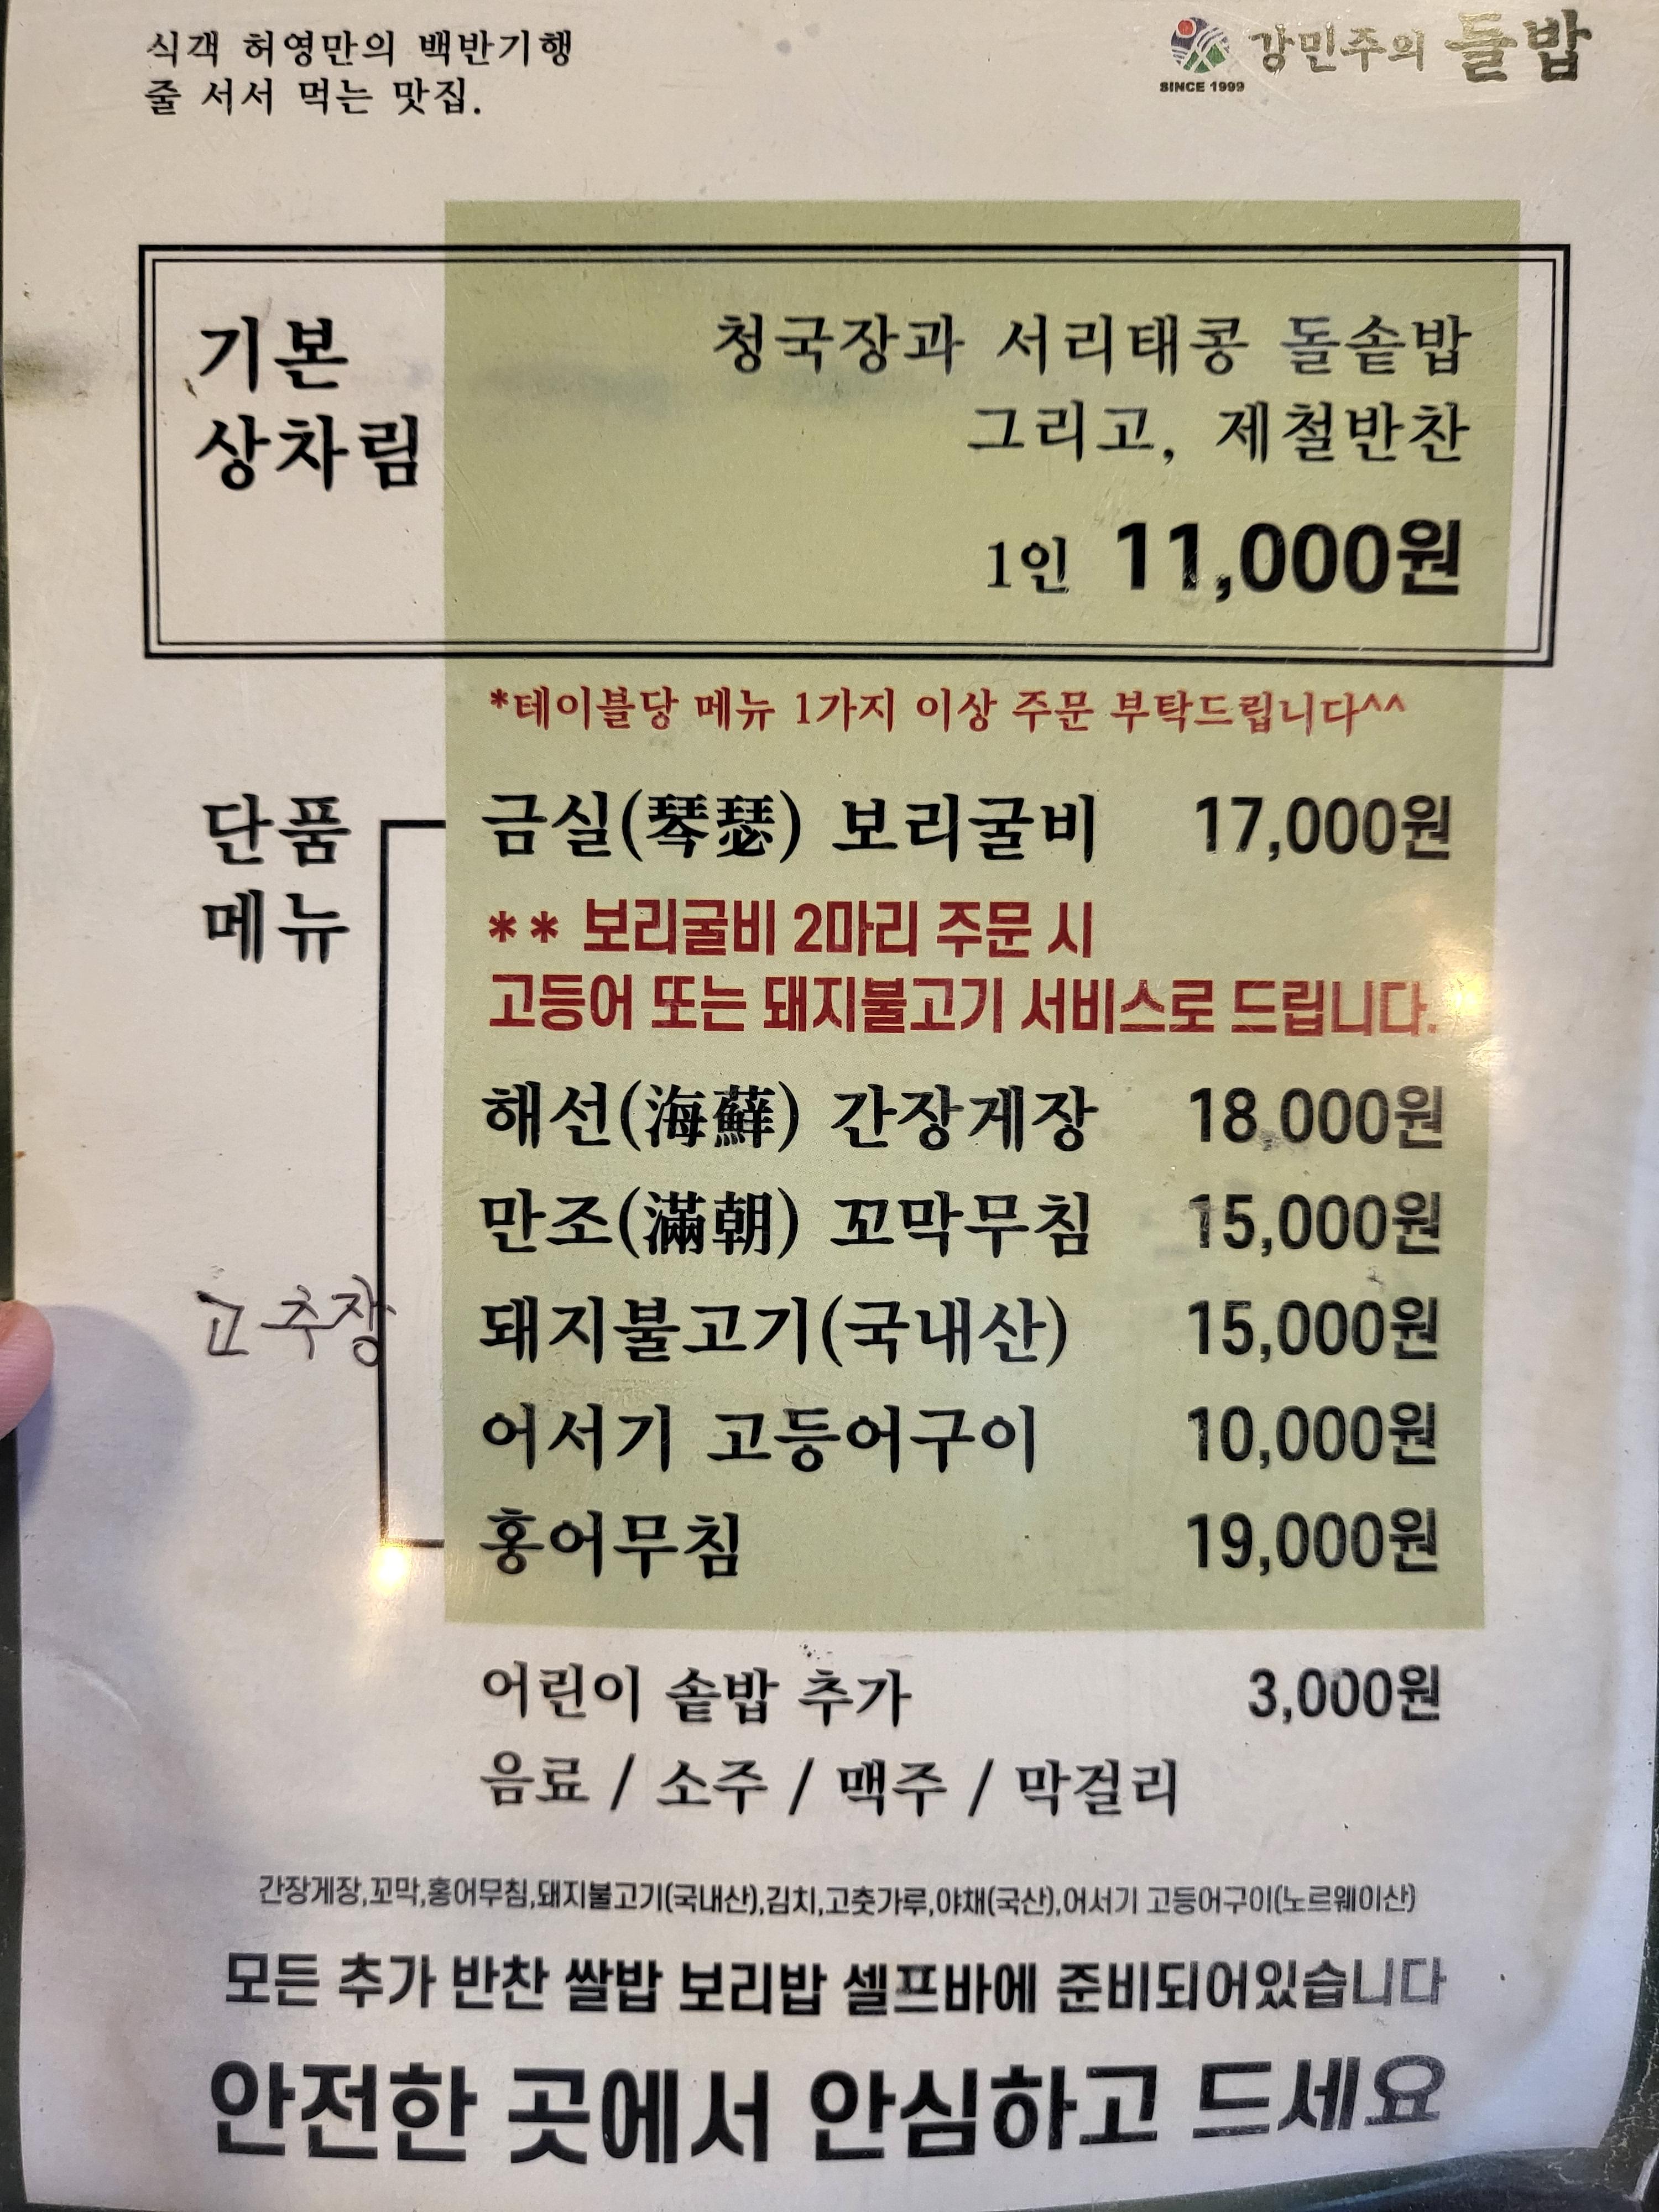 식객 허영만의 백반기행
줄 서서 먹는 맛집.
SINCE 1999
강민주의 들밥
기본
상차림
청국장과 서리태콩 돌솥밥
그리고, 제철반찬
1인 11,000원
*테이블당 메뉴 1가지 이상 주문 부탁드립니다^^
단품
메뉴
금실(琴瑟) 보리굴비 17,000원
** 보리굴비 2마리 주문 시
고등어 또는 돼지불고기 서비스로 드립니다.
해선(海蘚) 간장게장 18,000원
만조(滿朝) 꼬막무침 15,000원
고추장 돼지불고기(국내산) 15,000원
어서기 고등어구이 10,000원
홍어무침 19,000원
어린이 솥밥 추가 3,000원
음료 / 소주 / 맥주 / 막걸리
간장게장,꼬막,홍어무침,돼지불고기(국내산),김치,고춧가루,야채(국산),어서기 고등어구이(노르웨이산)
모든 추가 반찬 쌀밥 보리밥 셀프바에 준비되어있습니다
안전한 곳에서 안심하고 드세요